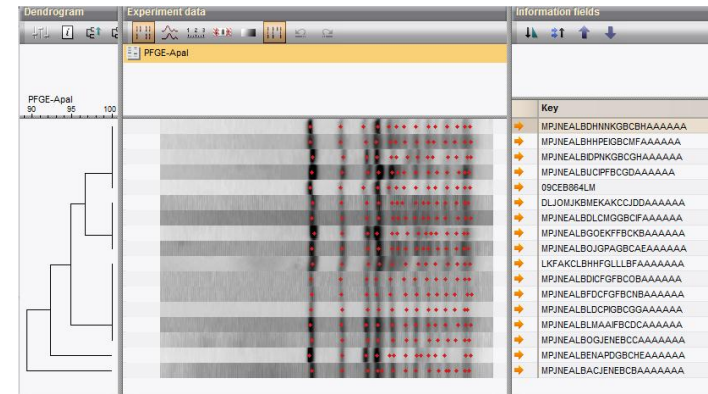 Dendrogram
Experiment data
Information fields
PFGE-ApaI
PFGE-ApaI
90 95 100
Key
MPJNEALBDHNNKGBCBHAAAAAA
MPJNEALBHHPEIGBCMFAAAAAA
MPJNEALBIDPNKGBCGHAAAAAA
MPJNEALBUCIPFBCGDAAAAAA
09CEB864LM
DLJOMJKBMEKAKCCJDDAAAAAA
MPJNEALBDLCMGGBCIFAAAAAA
MPJNEALBGOEKFFBCKBAAAAAA
MPJNEALBOJGPAGBCAEAAAAAA
LKFAKCLBHHFGLLLBFAAAAAAA
MPJNEALBDICFGFBCOBAAAAAA
MPJNEALBFDCFGFBCNBAAAAAA
MPJNEALBLDCPIGBCGGAAAAAA
MPJNEALBLMAAIFBCDCAAAAAA
MPJNEALBOGJENEBCCAAAAAAA
MPJNEALBENAPDGBCHEAAAAAA
MPJNEALBACJENEBCBAAAAAAA